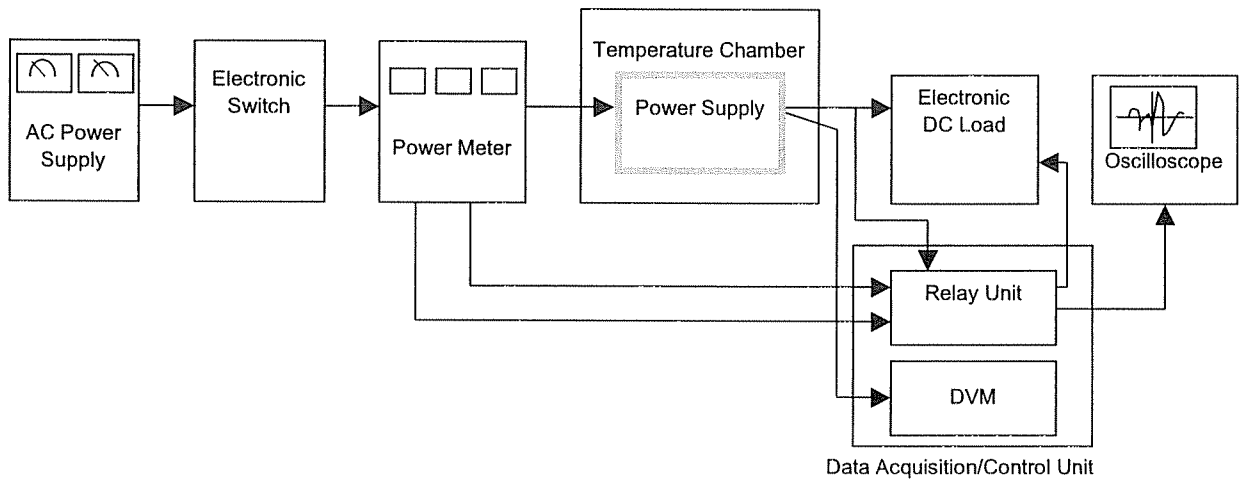 AC Power
Supply
Electronic
Switch
Power Meter
Temperature Chamber
Power Supply
Electronic
DC Load
Oscilloscope
Relay Unit
DVM
Data Acquisition/Control Unit